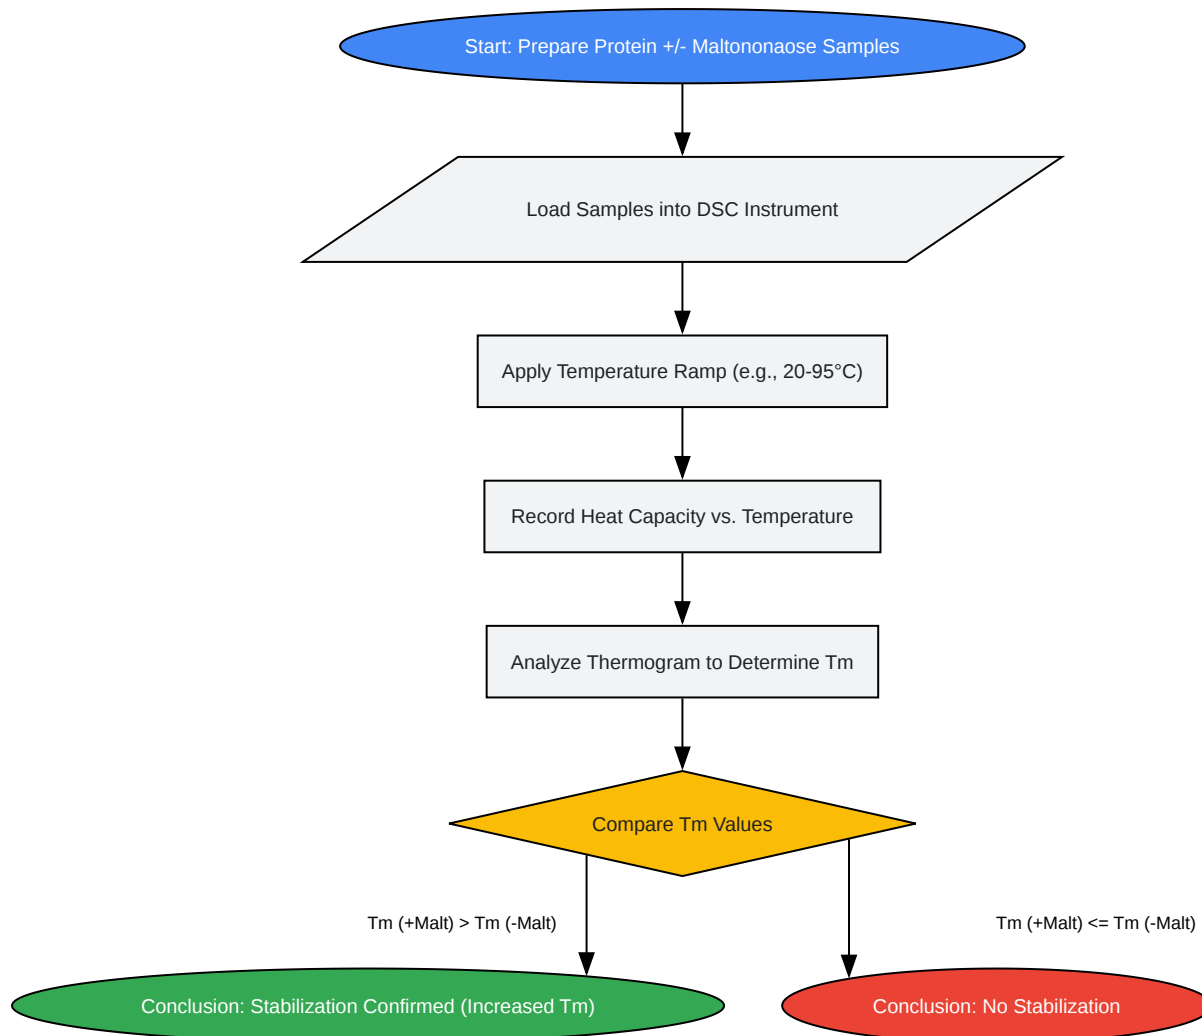 Start: Prepare Protein +/- Maltononaose Samples
Load Samples into DSC Instrument
Apply Temperature Ramp (e.g., 20-95°C)
Record Heat Capacity vs. Temperature
Analyze Thermogram to Determine Tm
Compare Tm Values
Tm (+Malt) > Tm (-Malt)
Tm (+Malt) <= Tm (-Malt)
Conclusion: Stabilization Confirmed (Increased Tm)
Conclusion: No Stabilization